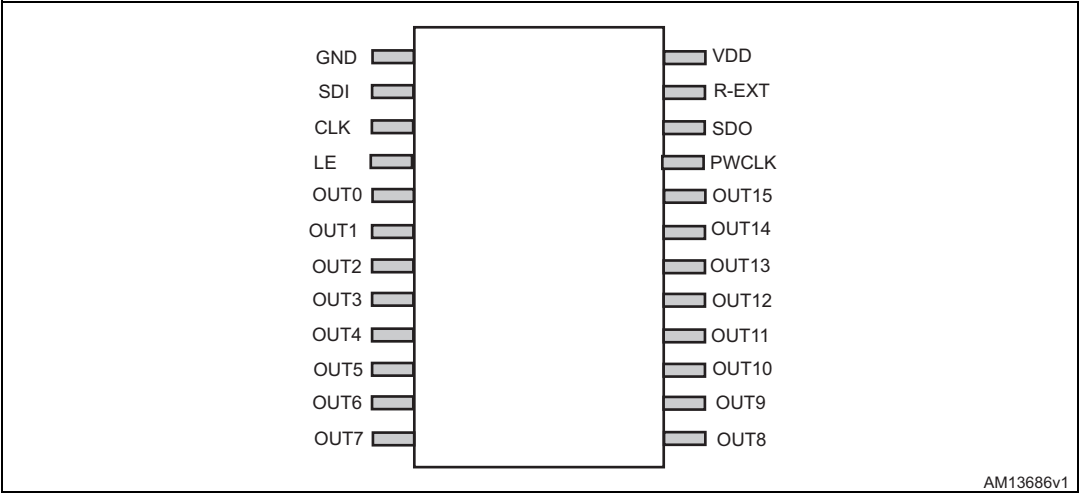 GND VDD
SDI R-EXT
CLK SDO
LE PWCLK
OUT0 OUT15
OUT1 OUT14
OUT2 OUT13
OUT3 OUT12
OUT4 OUT11
OUT5 OUT10
OUT6 OUT9
OUT7 OUT8
AM13686v1